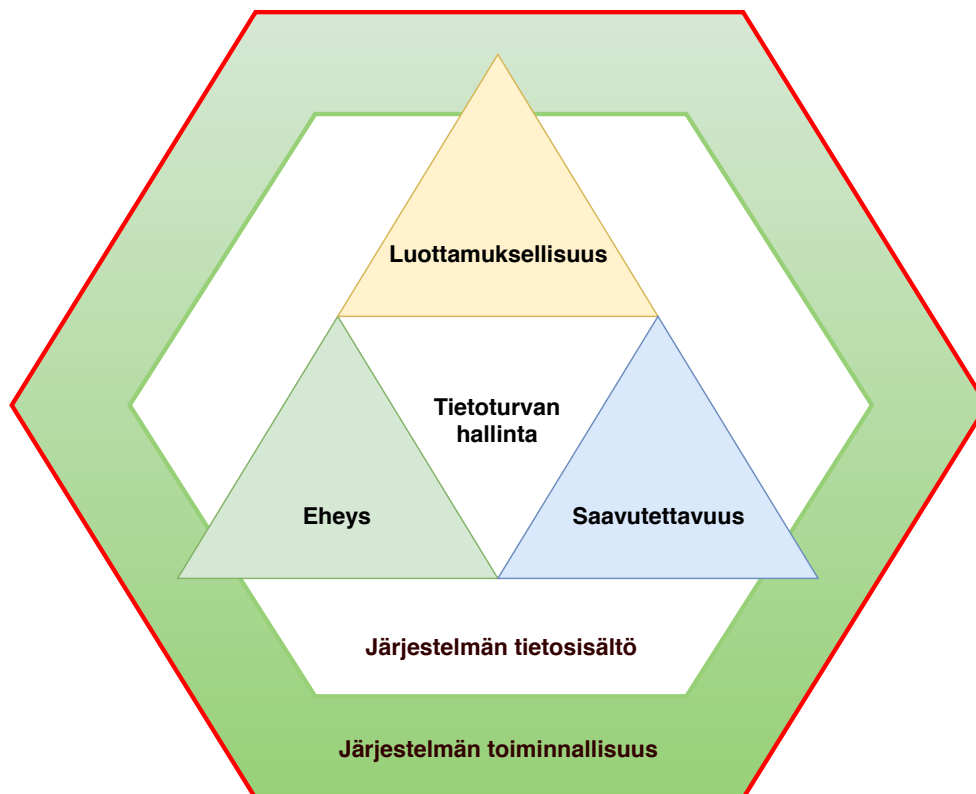 Luottamuksellisuus
Tietoturvan
hallinta
Eheys
Saavutettavuus
Järjestelmän tietosisältö
Järjestelmän toiminnallisuus